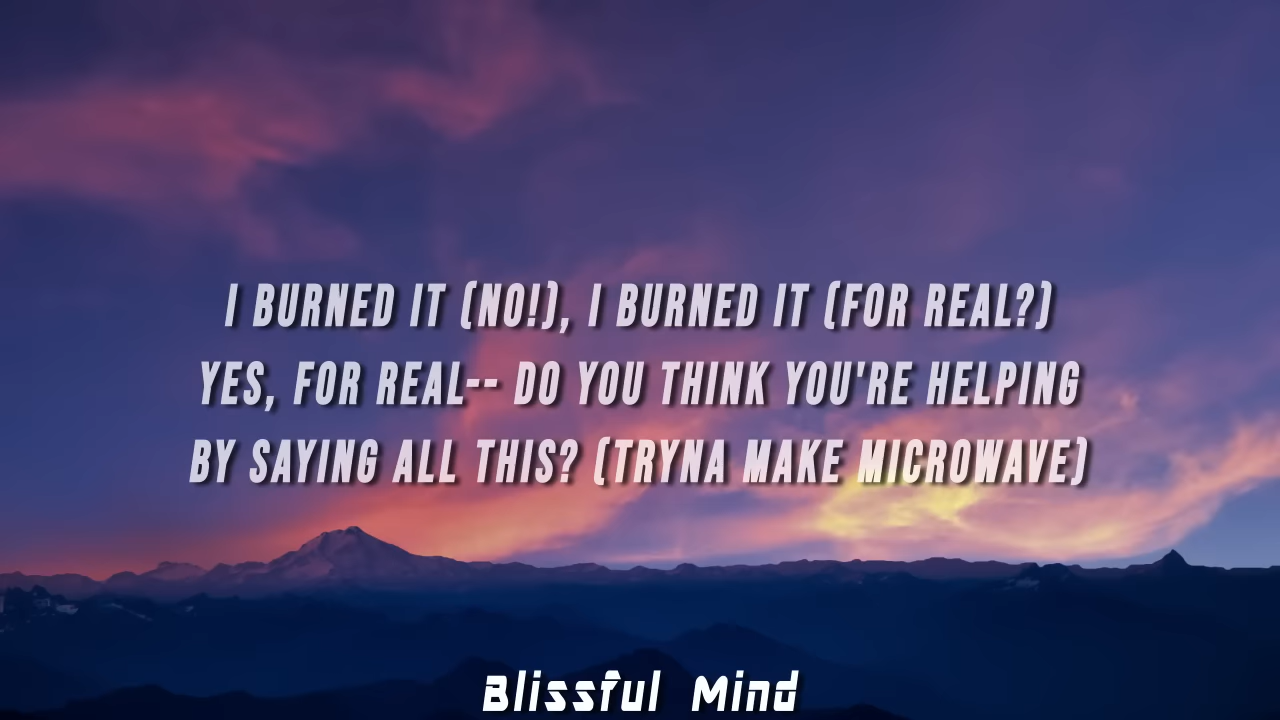 I BURNED IT (NO!), I BURNED IT (FOR REAL?)
YES, FOR REAL-- DO YOU THINK YOU'RE HELPING
BY SAYING ALL THIS? (TRYNA MAKE MICROWAVE)
Blissful Mind